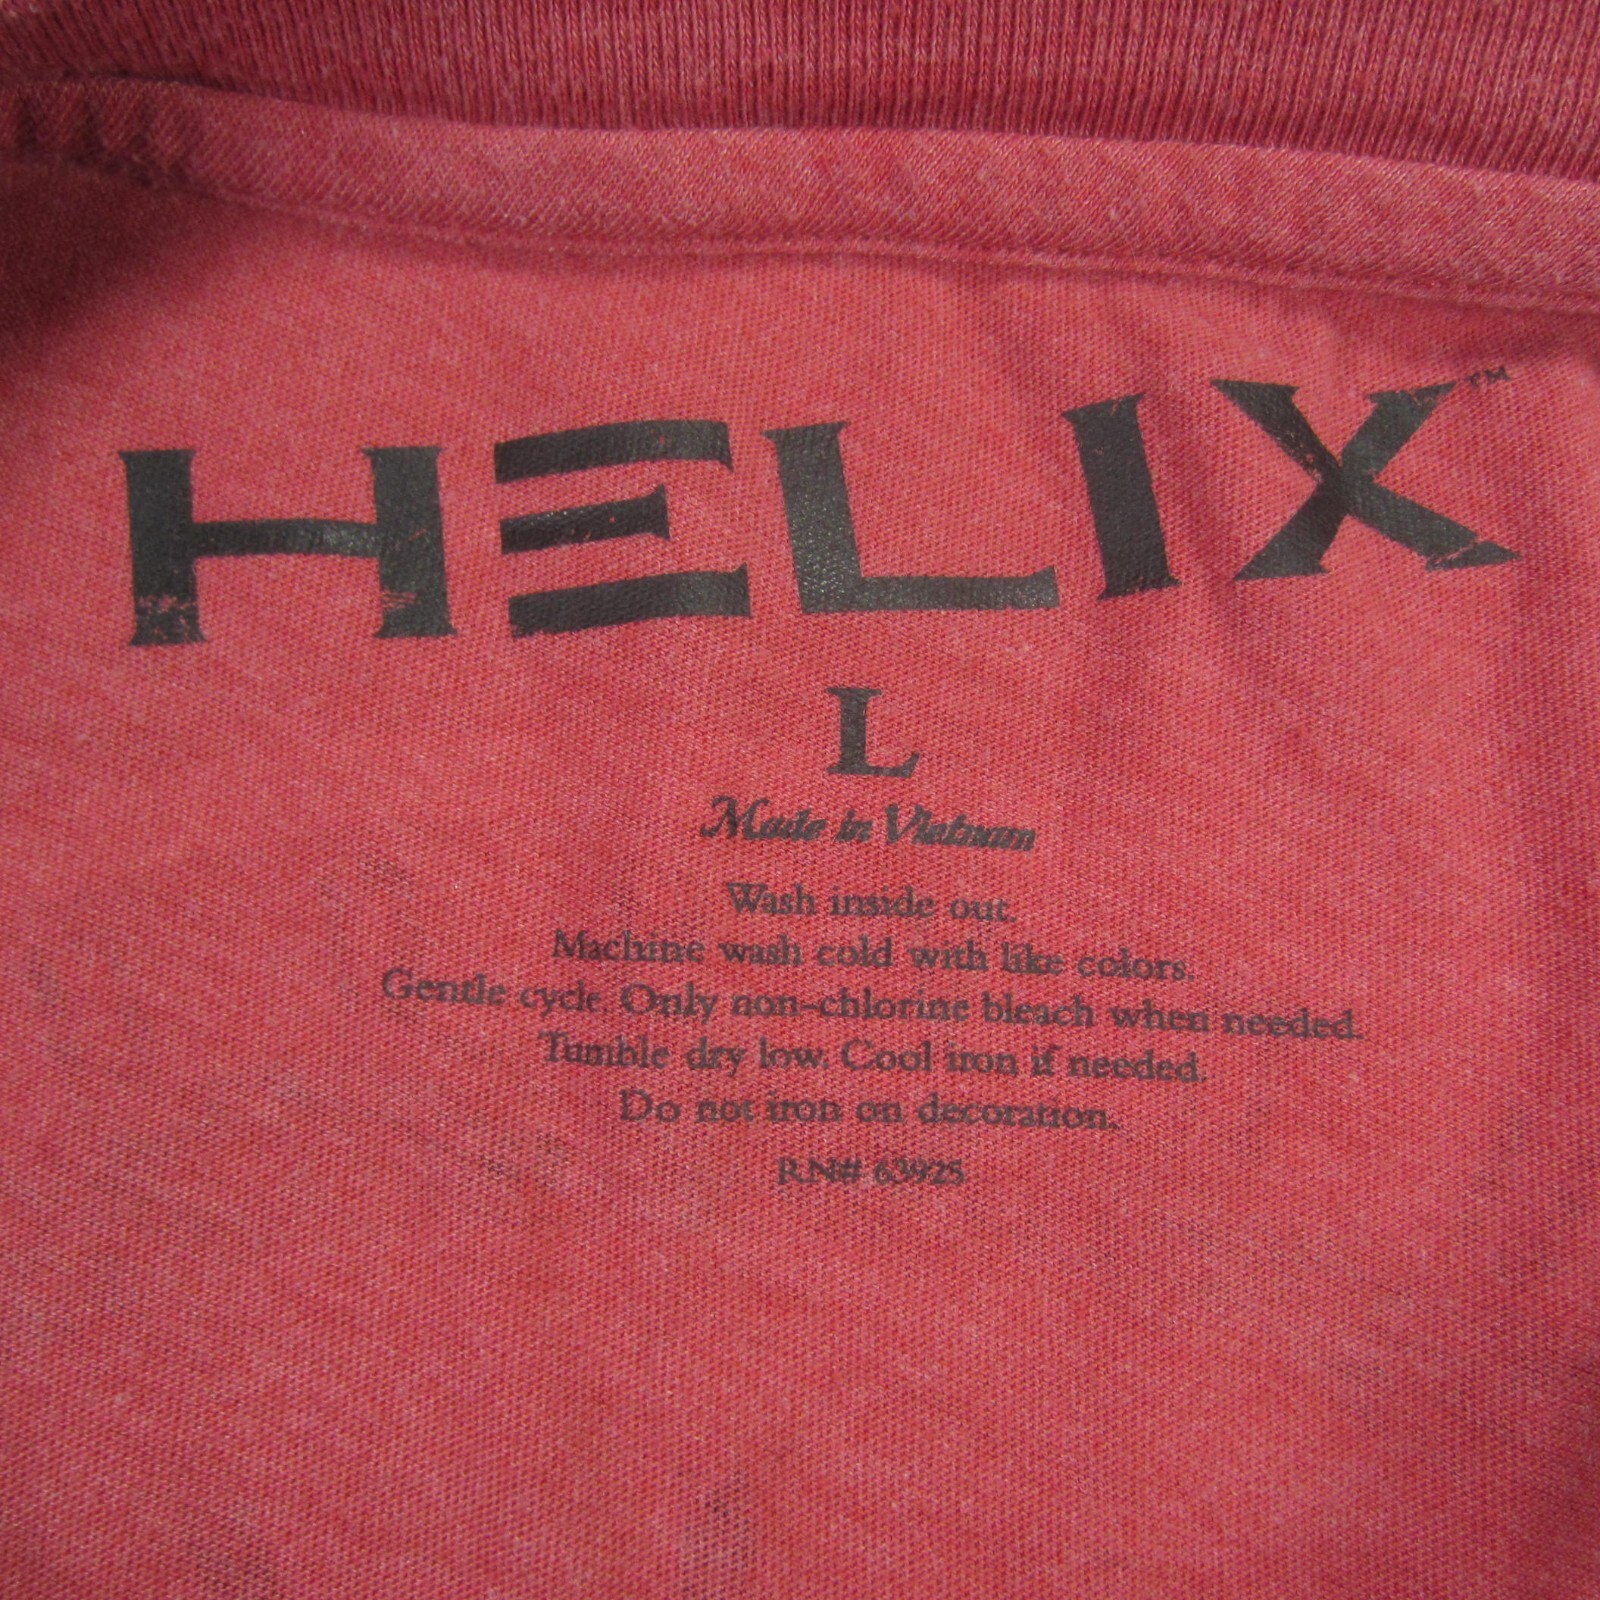 HELIX™
L
Made in Vietnam
Wash inside out.
Machine wash cold with like colors.
Gentle cycle. Only non-chlorine bleach when needed.
Tumble dry low. Cool iron if needed.
Do not iron on decoration.
RN# 63925